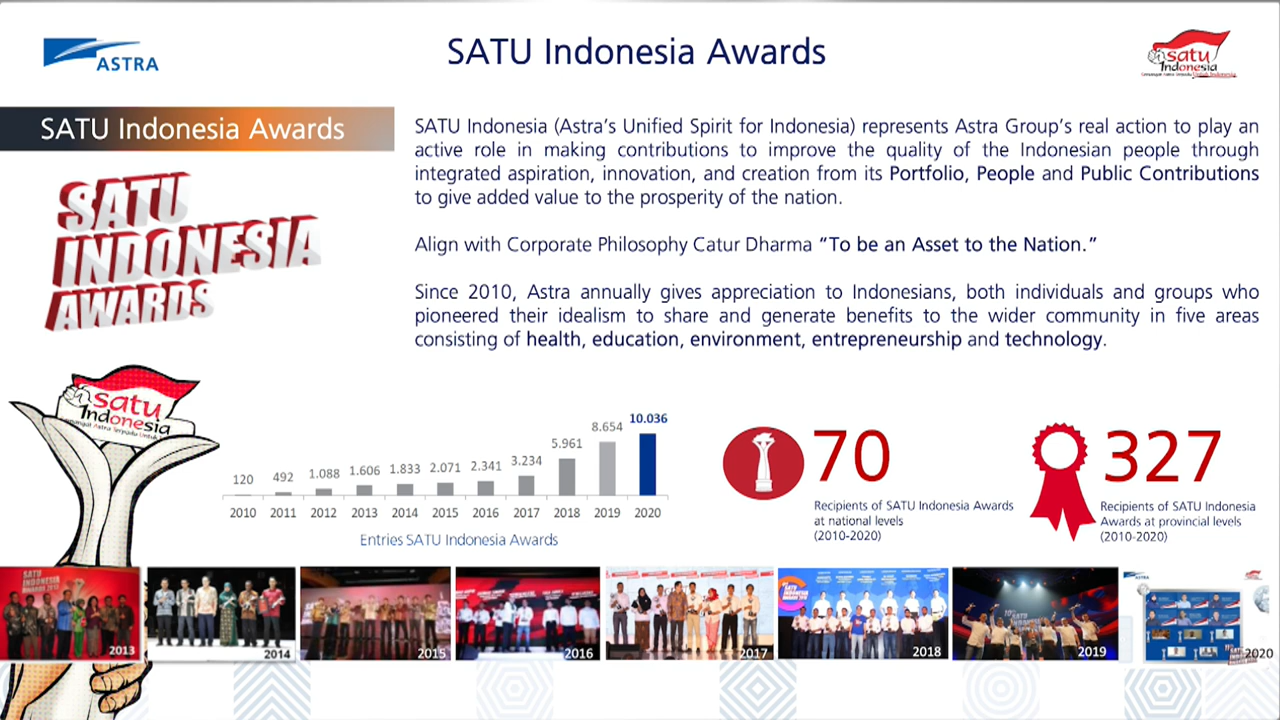 ASTRA
SATU Indonesia Awards
satu
Indonesia
SATU Indonesia Awards
SATU
INDONESIA
AWARDS
SATU Indonesia (Astra’s Unified Spirit for Indonesia) represents Astra Group’s real action to play an
active role in making contributions to improve the quality of the Indonesian people through
integrated aspiration, innovation, and creation from its Portfolio, People and Public Contributions
to give added value to the prosperity of the nation.
Align with Corporate Philosophy Catur Dharma “To be an Asset to the Nation.”
Since 2010, Astra annually gives appreciation to Indonesians, both individuals and groups who
pioneered their idealism to share and generate benefits to the wider community in five areas
consisting of health, education, environment, entrepreneurship and technology.
satu
Indonesia
120 492 1.088 1.606 1.833 2.071 2.341 3.234 5.961 8.654 10.036
2010 2011 2012 2013 2014 2015 2016 2017 2018 2019 2020
Entries SATU Indonesia Awards
70
Recipients of SATU Indonesia Awards
at national levels
(2010-2020)
327
Recipients of SATU Indonesia
Awards at provincial levels
(2010-2020)
SATU
INDONESIA
2013
2014
2015
2016
2017
2018
2019
ASTRA
2020